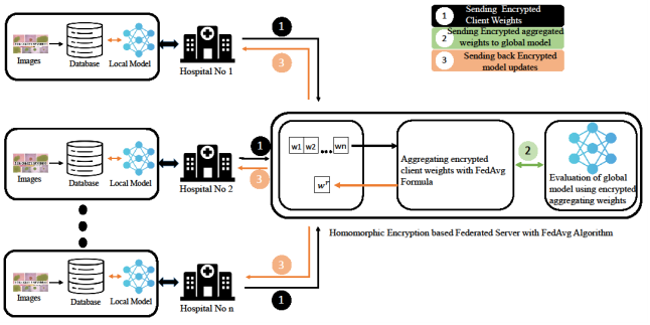 1 Sending Encrypted
Client Weights
2 Sending Encrypted aggregated
weights to global model
3 Sending back Encrypted
model updates
Images
Database
Local Model
Hospital No 1
1
3
Images
Database
Local Model
Hospital No 2
1
3
w1 w2 ... wn
w^r
Aggregating encrypted
client weights with FedAvg
Formula
2
Evaluation of global
model using encrypted
aggregating weights
Homomorphic Encryption based Federated Server with FedAvg Algorithm
Images
Database
Local Model
Hospital No n
3
1